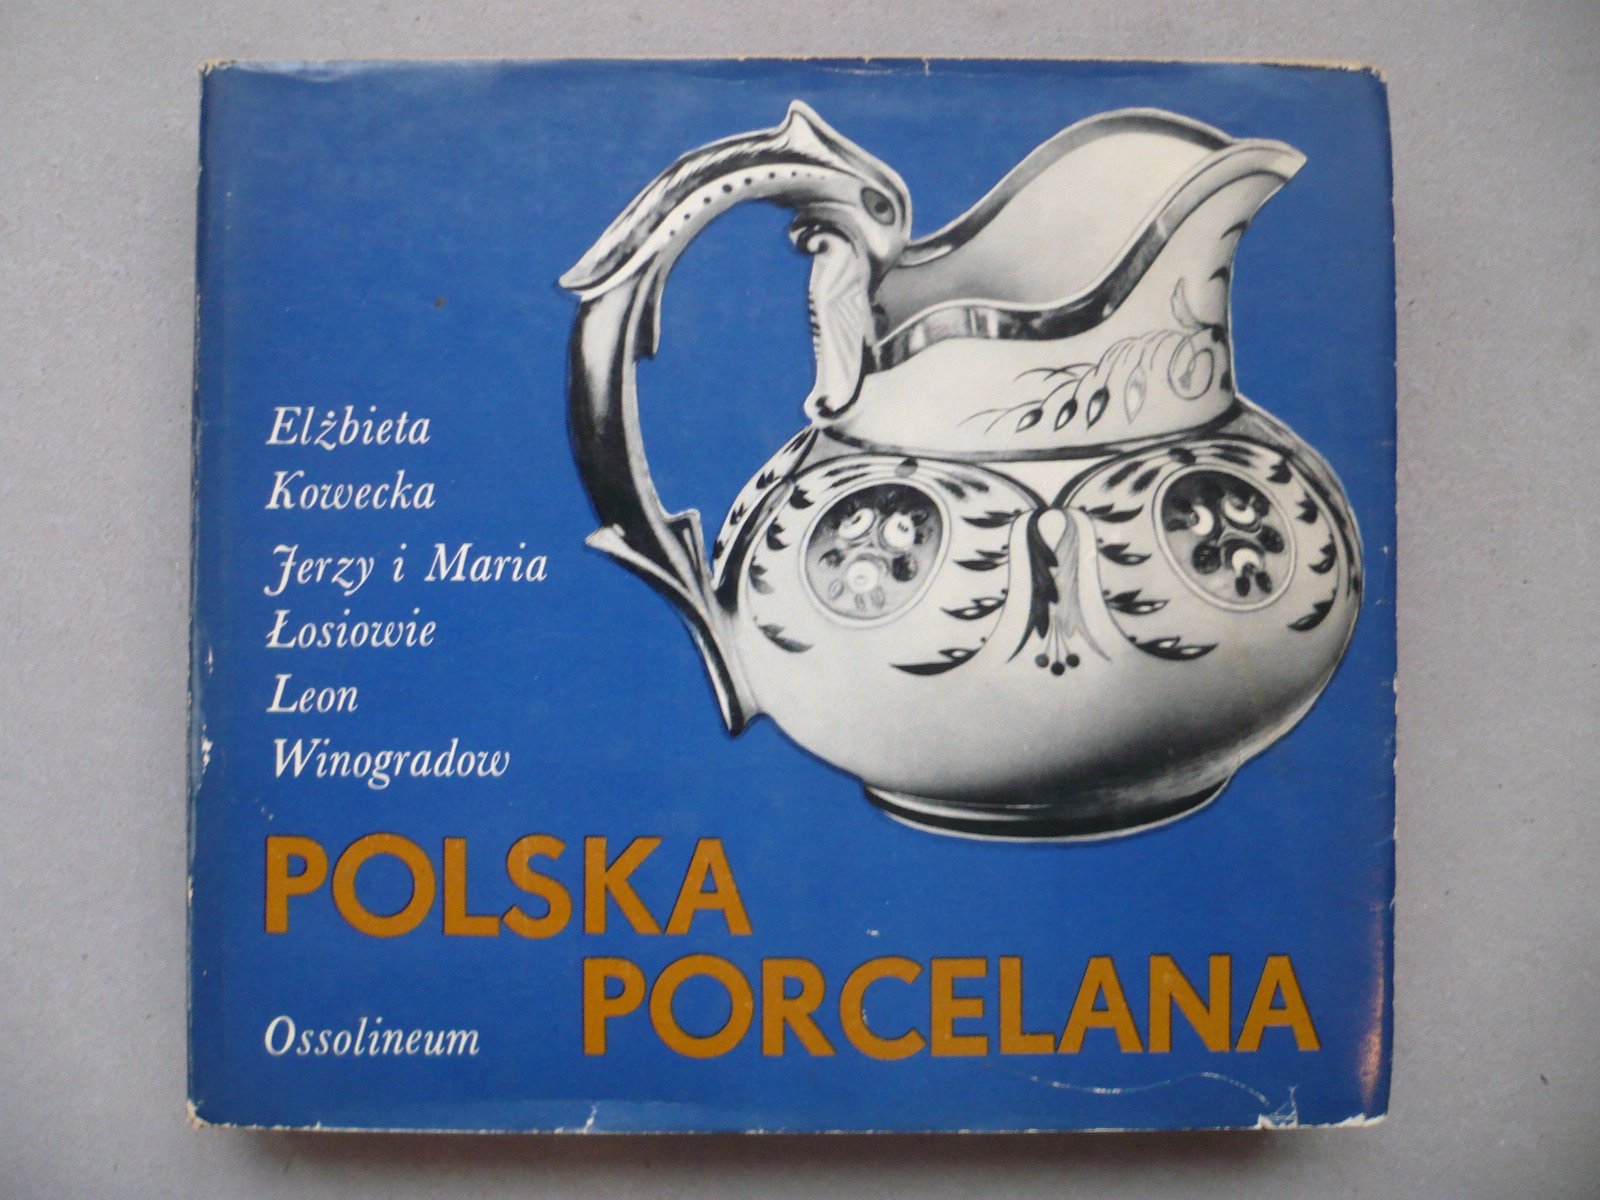 Elżbieta
Kowecka
Jerzy i Maria
Łosiowie
Leon
Winogradow
POLSKA
PORCELANA
Ossolineum